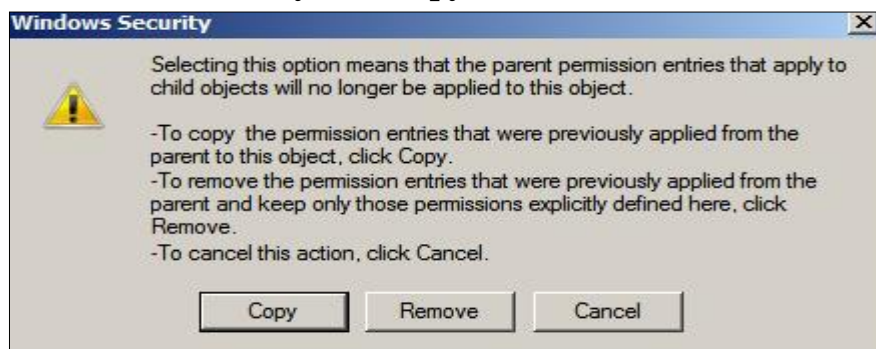 Windows Security
Selecting this option means that the parent permission entries that apply to
child objects will no longer be applied to this object.
-To copy the permission entries that were previously applied from the
parent to this object, click Copy.
-To remove the permission entries that were previously applied from the
parent and keep only those permissions explicitly defined here, click
Remove.
-To cancel this action, click Cancel.
Copy Remove Cancel